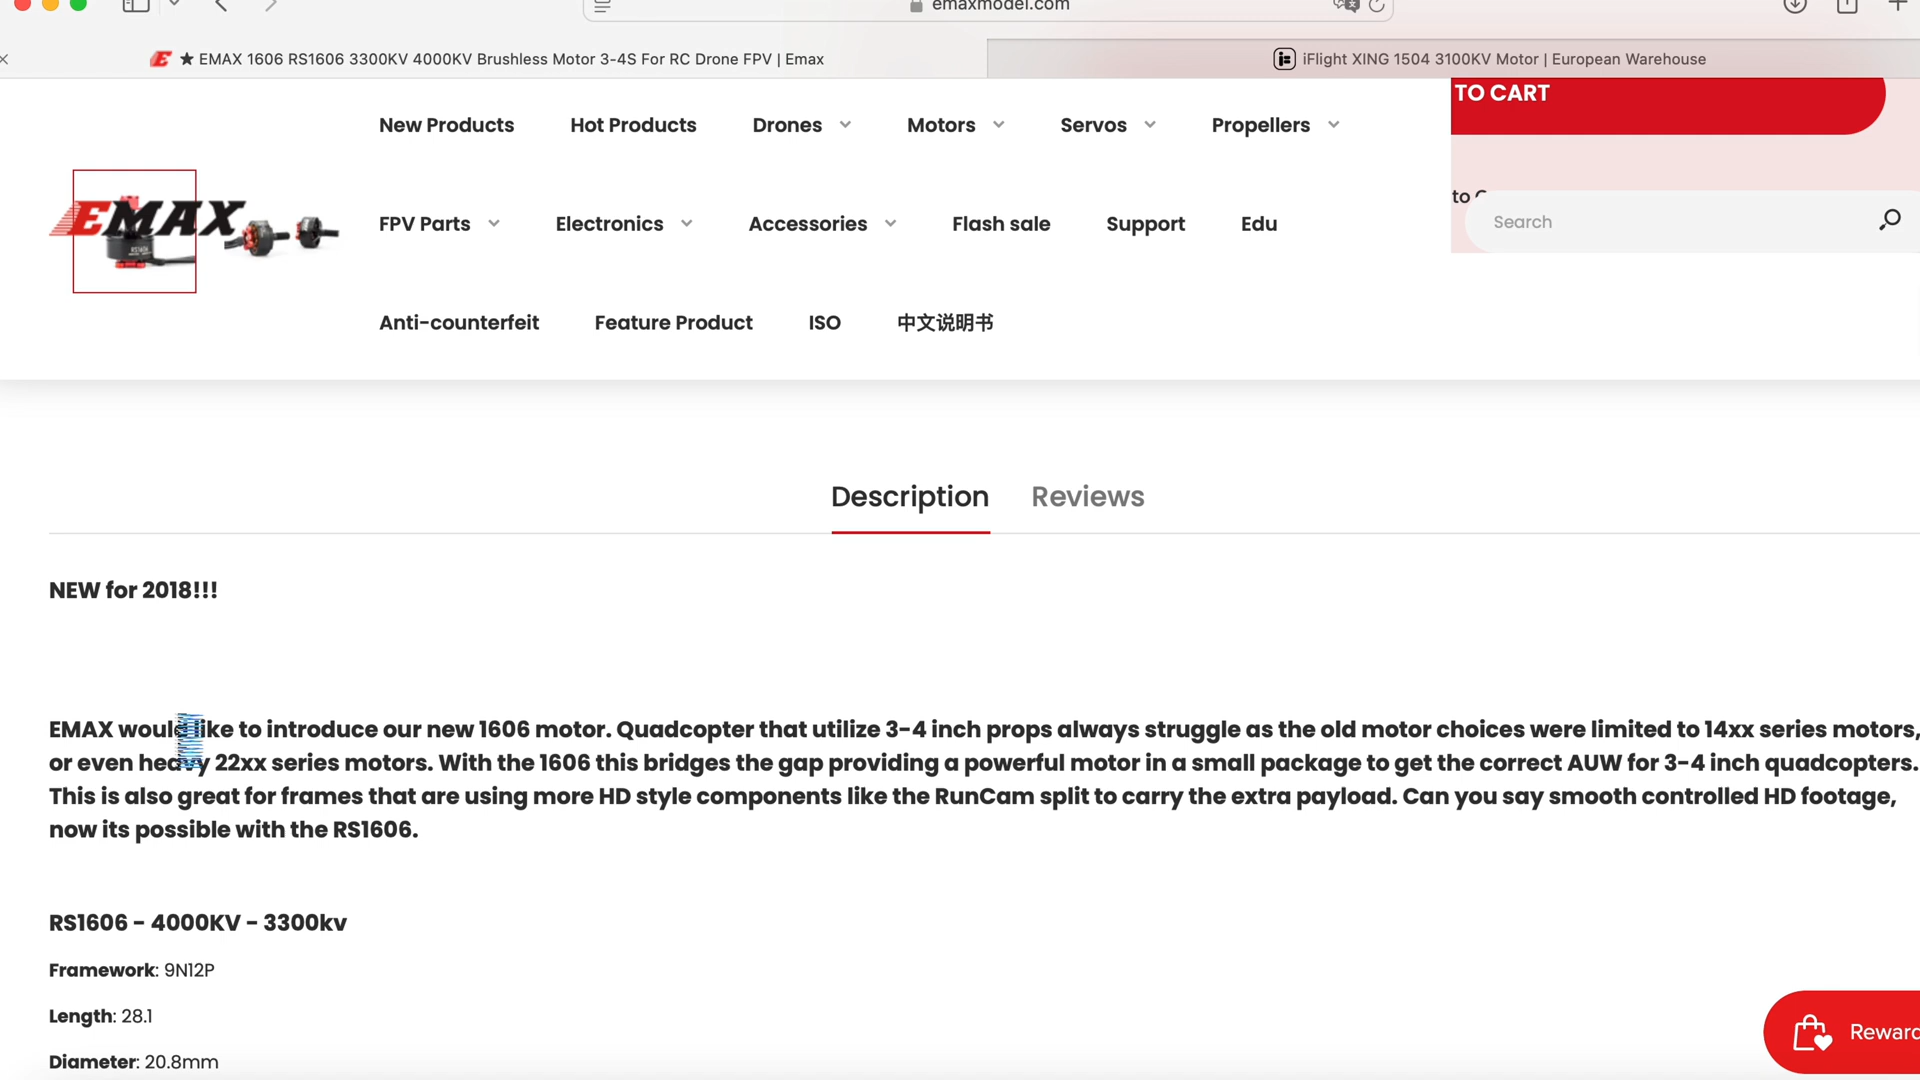 emaxmodel.com
★ EMAX 1606 RS1606 3300KV 4000KV Brushless Motor 3-4S For RC Drone FPV | Emax
iFlight XING 1504 3100KV Motor | European Warehouse
TO CART
New Products Hot Products Drones Motors Servos Propellers
to
EMAX
FPV Parts Electronics Accessories Flash sale Support Edu
Search
Anti-counterfeit Feature Product ISO 中文说明书
Description Reviews
NEW for 2018!!!
EMAX would like to introduce our new 1606 motor. Quadcopter that utilize 3-4 inch props always struggle as the old motor choices were limited to 14xx series motors,
or even heavy 22xx series motors. With the 1606 this bridges the gap providing a powerful motor in a small package to get the correct AUW for 3-4 inch quadcopters.
This is also great for frames that are using more HD style components like the RunCam split to carry the extra payload. Can you say smooth controlled HD footage,
now its possible with the RS1606.
RS1606 - 4000KV - 3300kv
Framework: 9N12P
Length: 28.1
Reward
Diameter: 20.8mm